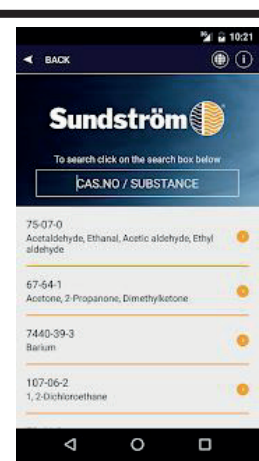 10:21
BACK
Sundström
To search click on the search box below
CAS.NO / SUBSTANCE
75-07-0
Acetaldehyde, Ethanal, Acetic aldehyde, Ethyl
aldehyde
67-64-1
Acetone, 2-Propanone, Dimethylketone
7440-39-3
Barium
107-06-2
1, 2-Dichloroethane